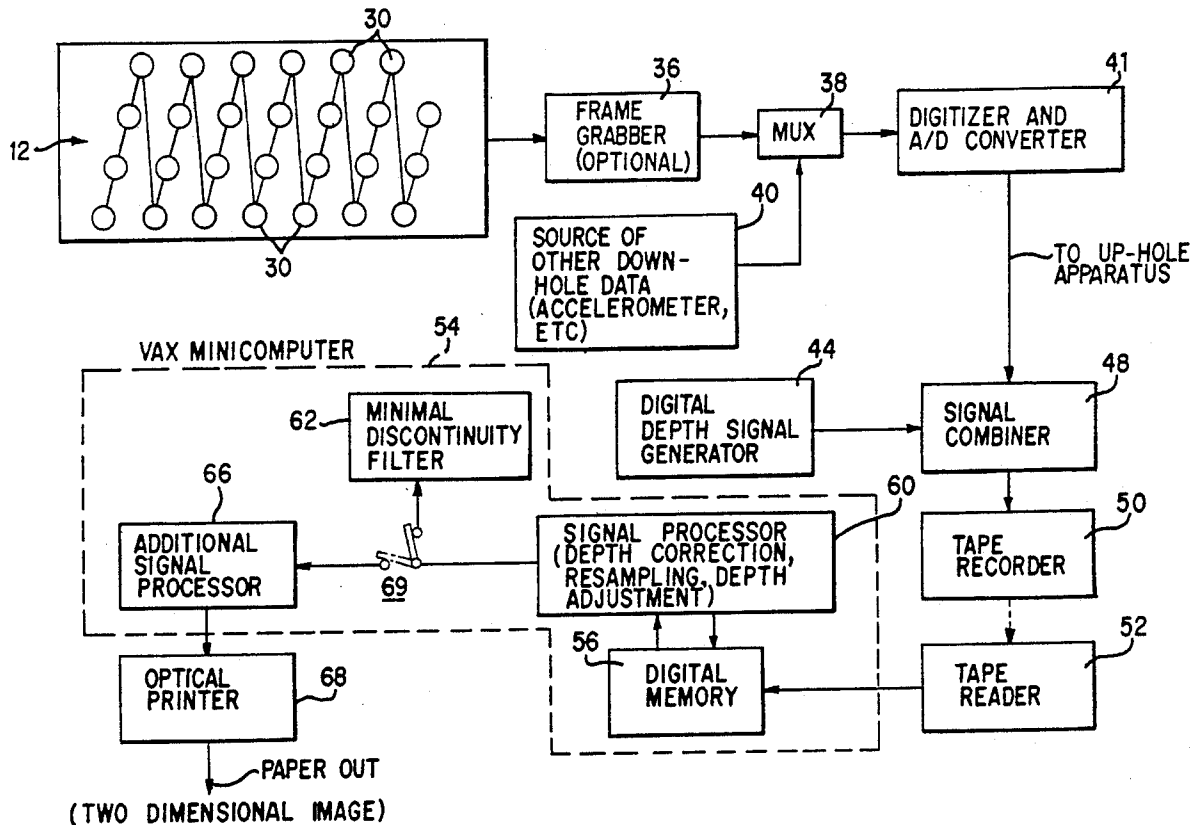 30
12
30
36
FRAME
GRABBER
(OPTIONAL)
38
MUX
41
DIGITIZER AND
A/D CONVERTER
40
SOURCE OF
OTHER DOWN-
HOLE DATA
(ACCELEROMETER,
ETC)
TO UP-HOLE
APPARATUS
VAX MINICOMPUTER
54
44
DIGITAL
DEPTH SIGNAL
GENERATOR
48
SIGNAL
COMBINER
62
MINIMAL
DISCONTINUITY
FILTER
66
ADDITIONAL
SIGNAL
PROCESSOR
69
60
SIGNAL PROCESSOR
(DEPTH CORRECTION,
RESAMPLING, DEPTH
ADJUSTMENT)
50
TAPE
RECORDER
56
DIGITAL
MEMORY
52
TAPE
READER
OPTICAL
PRINTER
68
PAPER OUT
(TWO DIMENSIONAL IMAGE)